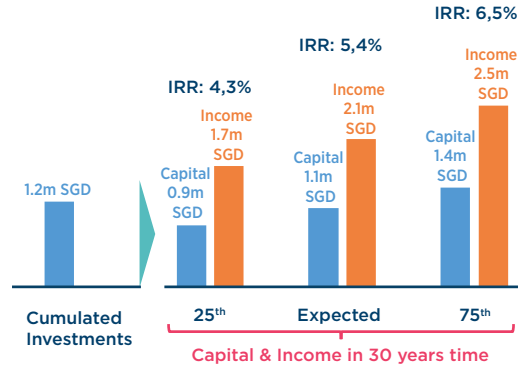 IRR: 6,5%
IRR: 5,4%
IRR: 4,3%
Income
2.5m
SGD
Income
2.1m
SGD
Income
1.7m
SGD
Capital
1.4m
SGD
Capital
1.1m
SGD
Capital
0.9m
SGD
1.2m SGD
Cumulated
Investments
25th
Expected
75th
Capital & Income in 30 years time